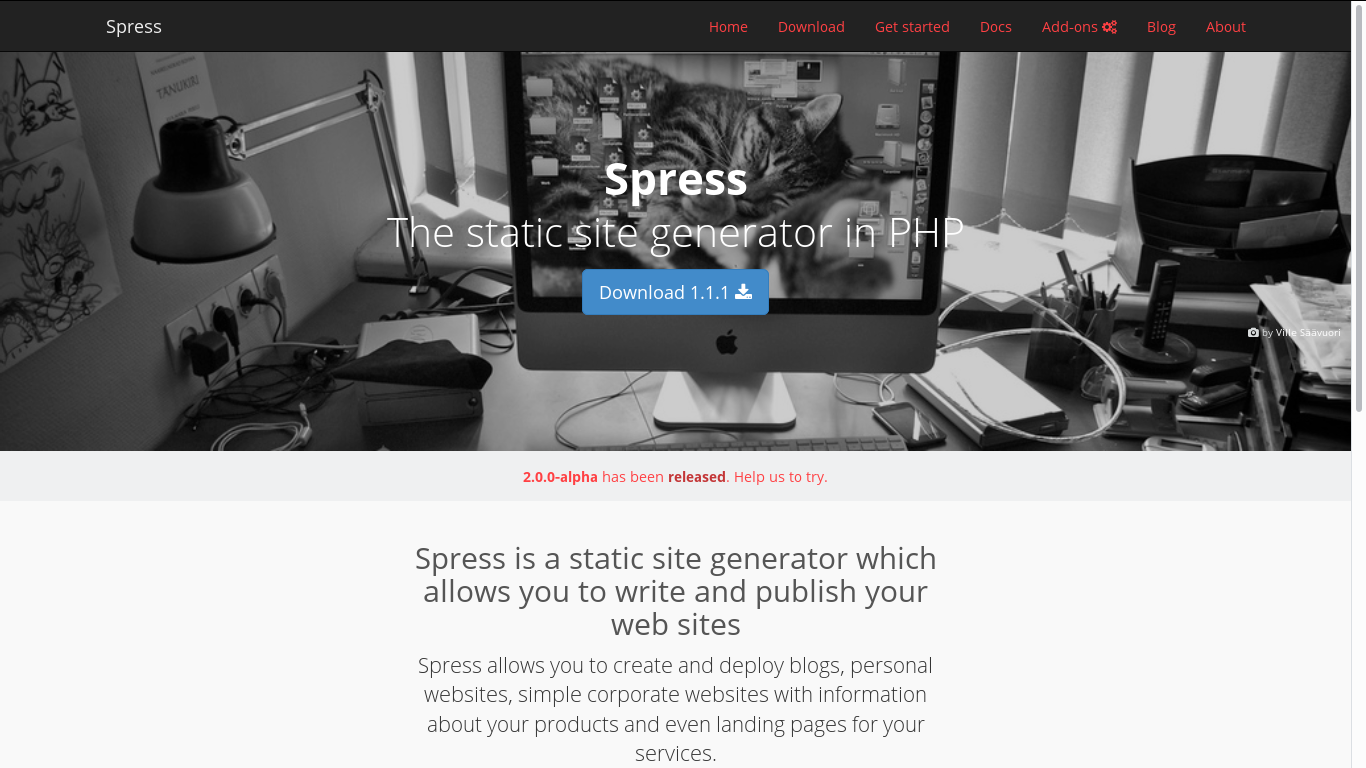 Spress
Home
Download
Get started
Docs
Add-ons
Blog
About
TANUKIRI
Spress
The static site generator in PHP
Download 1.1.1
by Ville Säävuori
2.0.0-alpha has been released. Help us to try.
Spress is a static site generator which
allows you to write and publish your
web sites
Spress allows you to create and deploy blogs, personal
websites, simple corporate websites with information
about your products and even landing pages for your
services.